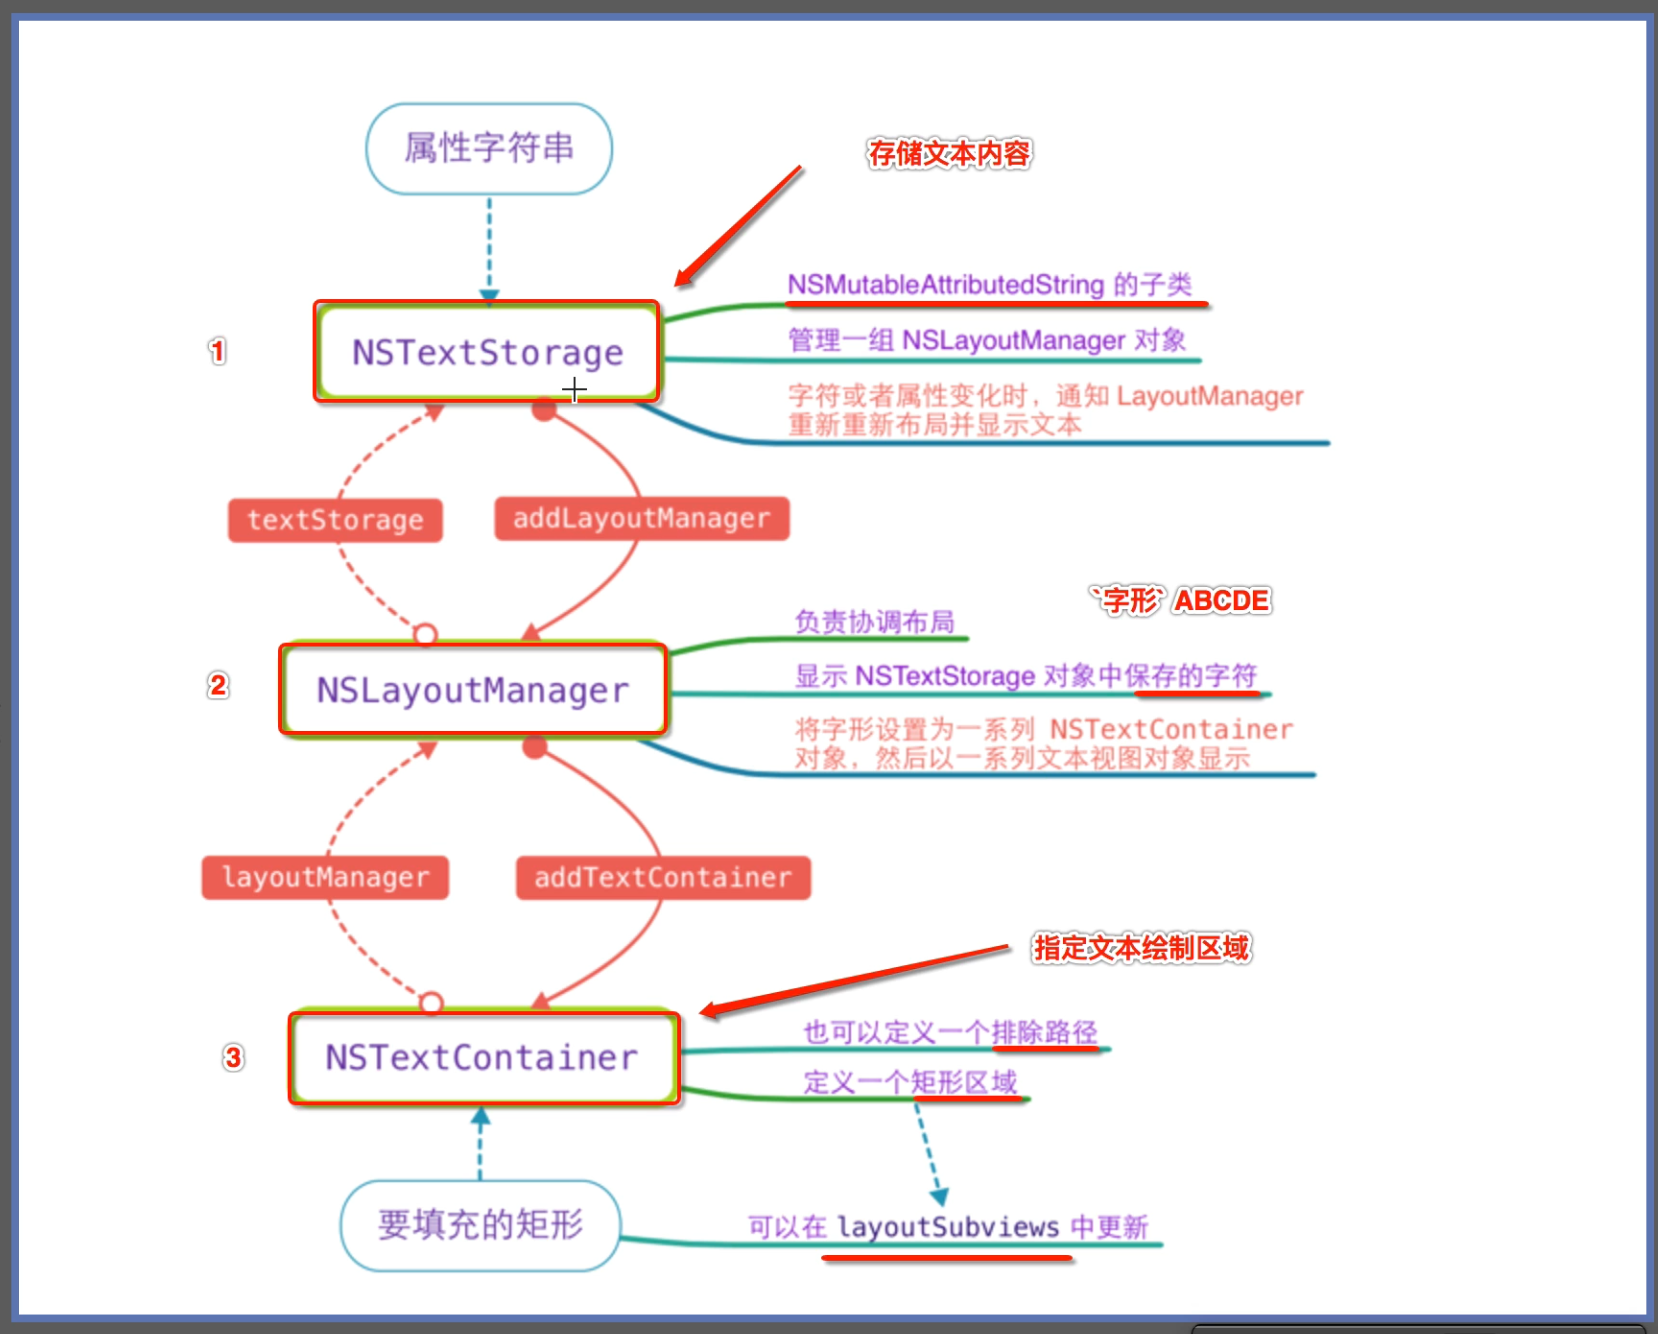 属性字符串
存储文本内容
NSMutableAttributedString 的子类
1
NSTextStorage
管理一组 NSLayoutManager 对象
字符或者属性变化时，通知 LayoutManager
重新重新布局并显示文本
textStorage
addLayoutManager
`字形` ABCDE
负责协调布局
2
NSLayoutManager
显示 NSTextStorage 对象中保存的字符
将字形设置为一系列 NSTextContainer
对象，然后以一系列文本视图对象显示
layoutManager
addTextContainer
指定文本绘制区域
也可以定义一个排除路径
3
NSTextContainer
定义一个矩形区域
要填充的矩形
可以在 layoutSubviews 中更新